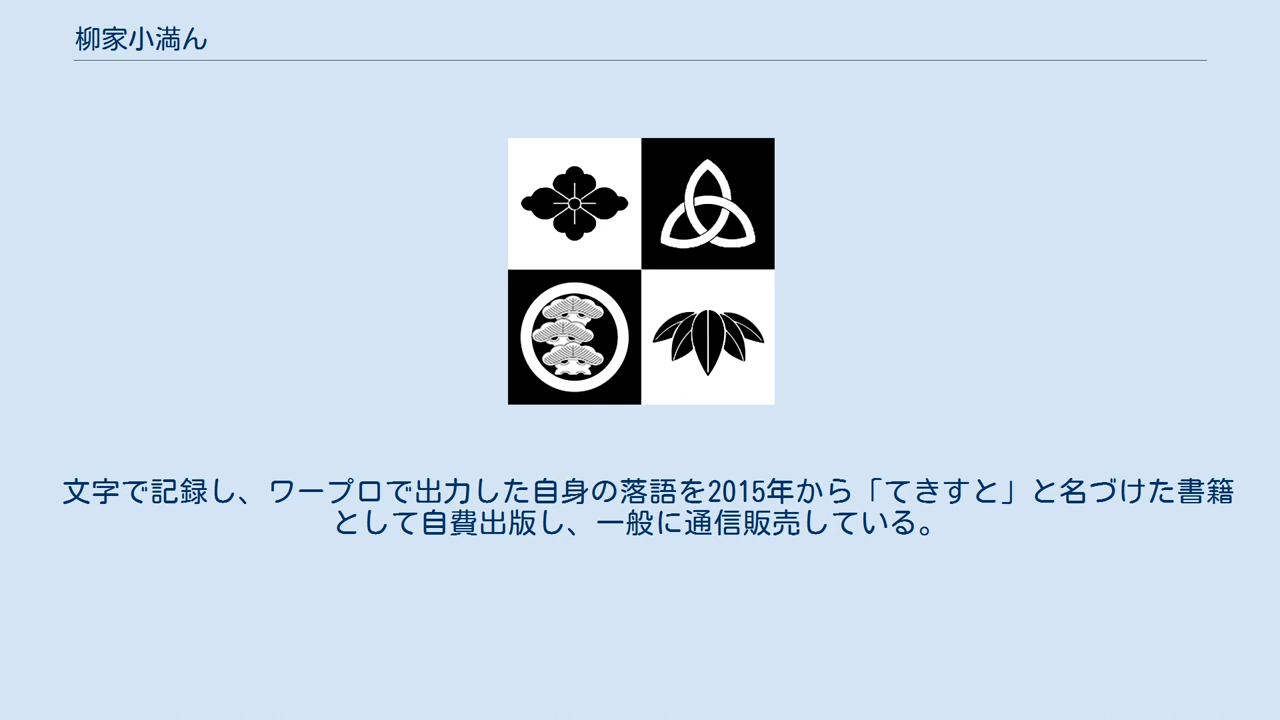 柳家小満ん
文字で記録し、ワープロで出力した自身の落語を2015年から「てきすと」と名づけた書籍
として自費出版し、一般に通信販売している。